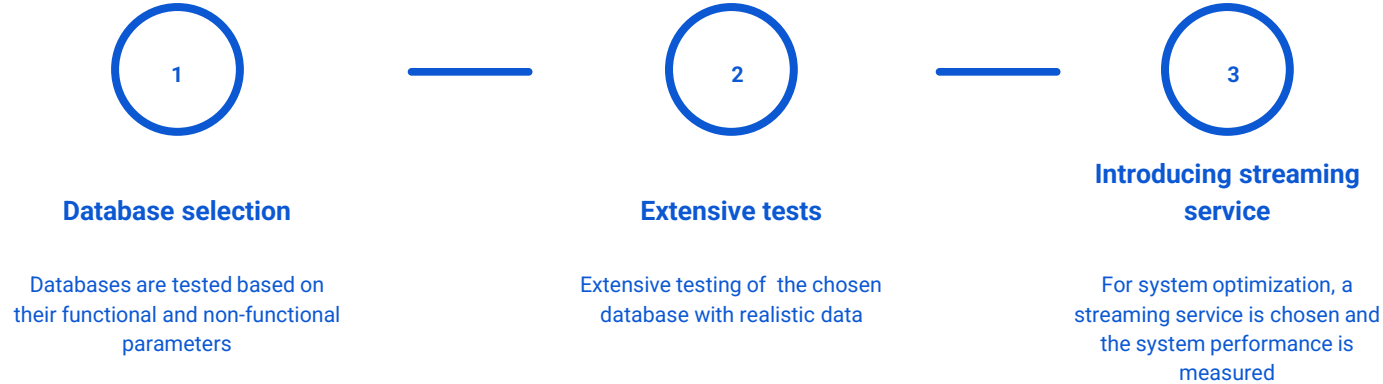 1
2
3
Database selection
Extensive tests
Introducing streaming
service
Databases are tested based on
their functional and non-functional
parameters
Extensive testing of  the chosen
database with realistic data
For system optimization, a
streaming service is chosen and
the system performance is
measured